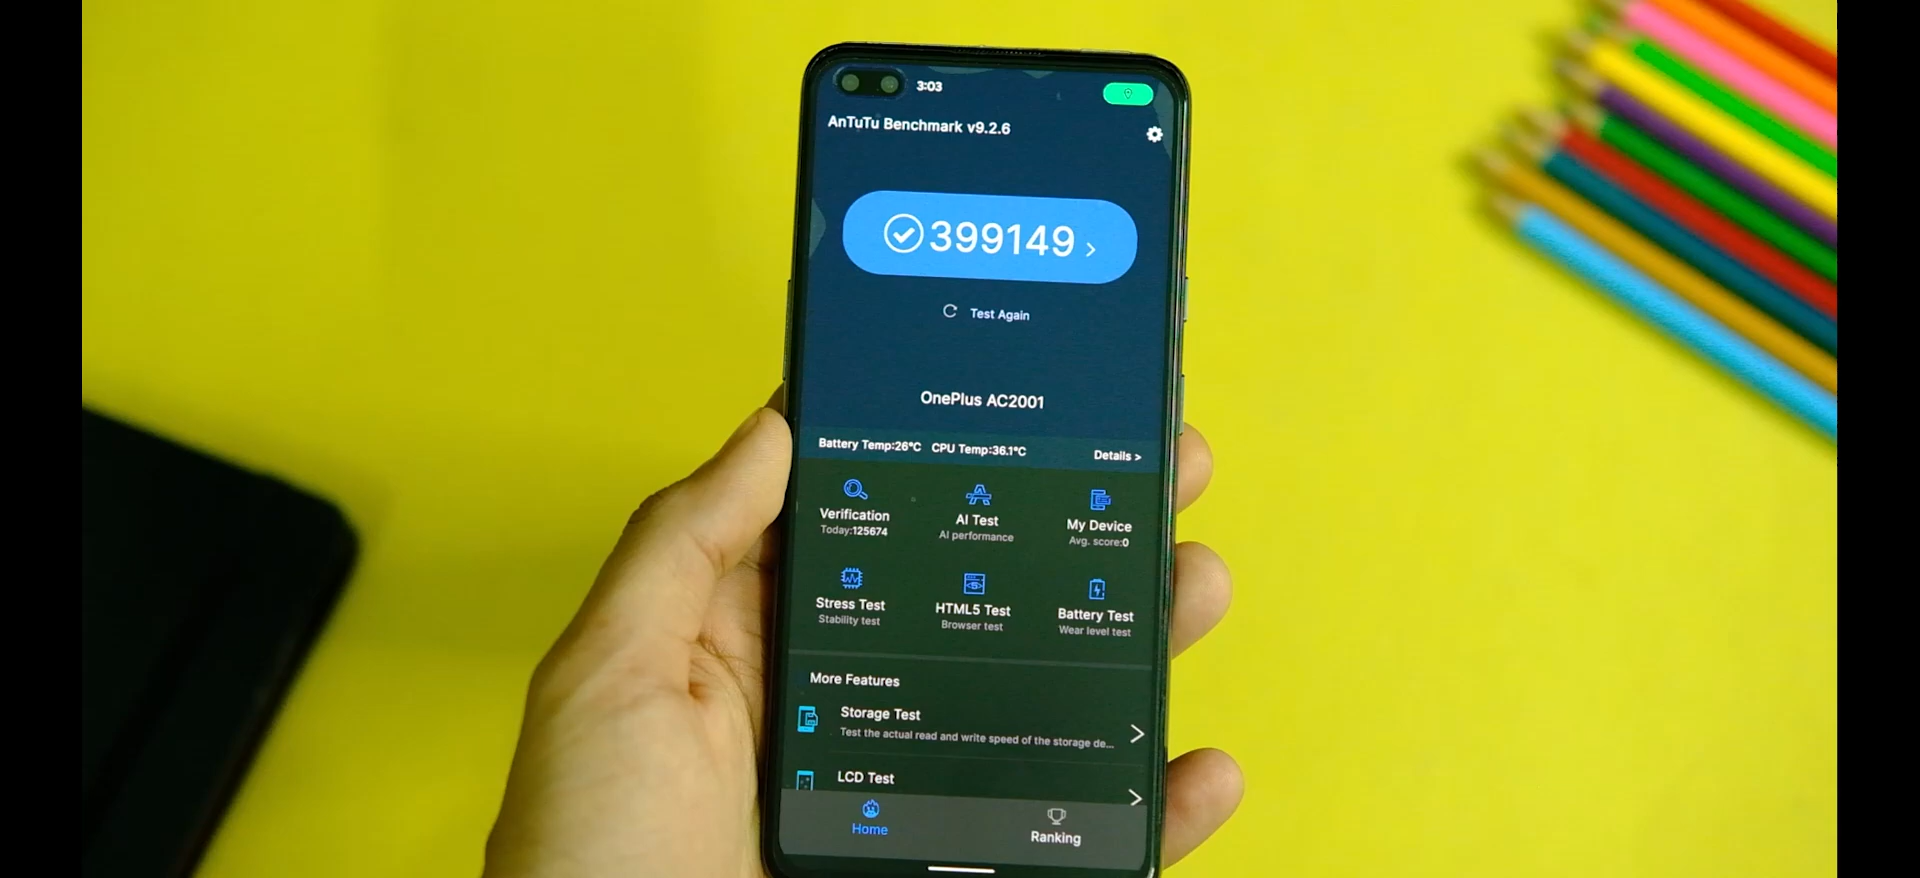 3:03
AnTuTu Benchmark v9.2.6
399149 >
Test Again
OnePlus AC2001
Battery Temp:26°C CPU Temp:36.1°C Details >
Verification AI Test My Device
Today:125674 AI performance Avg. score:0
Stress Test HTML5 Test Battery Test
Stability test Browser test Wear level test
More Features
Storage Test
Test the actual read and write speed of the storage de...
LCD Test
Home Ranking